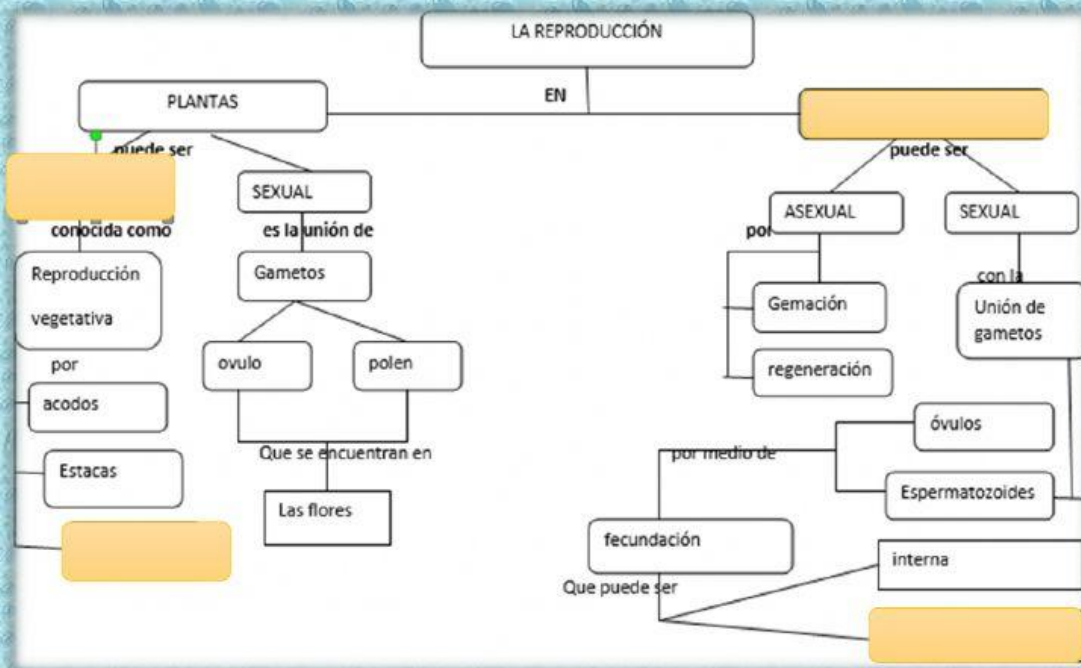 LA REPRODUCCIÓN
EN
PLANTAS
puede ser
SEXUAL
conocida como
es la unión de
Reproducción
vegetativa
Gametos
por
ovulo
polen
acodos
Estacas
Que se encuentran en
Las flores
puede ser
ASEXUAL
SEXUAL
por
con la
Gemación
Unión de
gametos
regeneración
óvulos
por medio de
Espermatozoides
fecundación
interna
Que puede ser